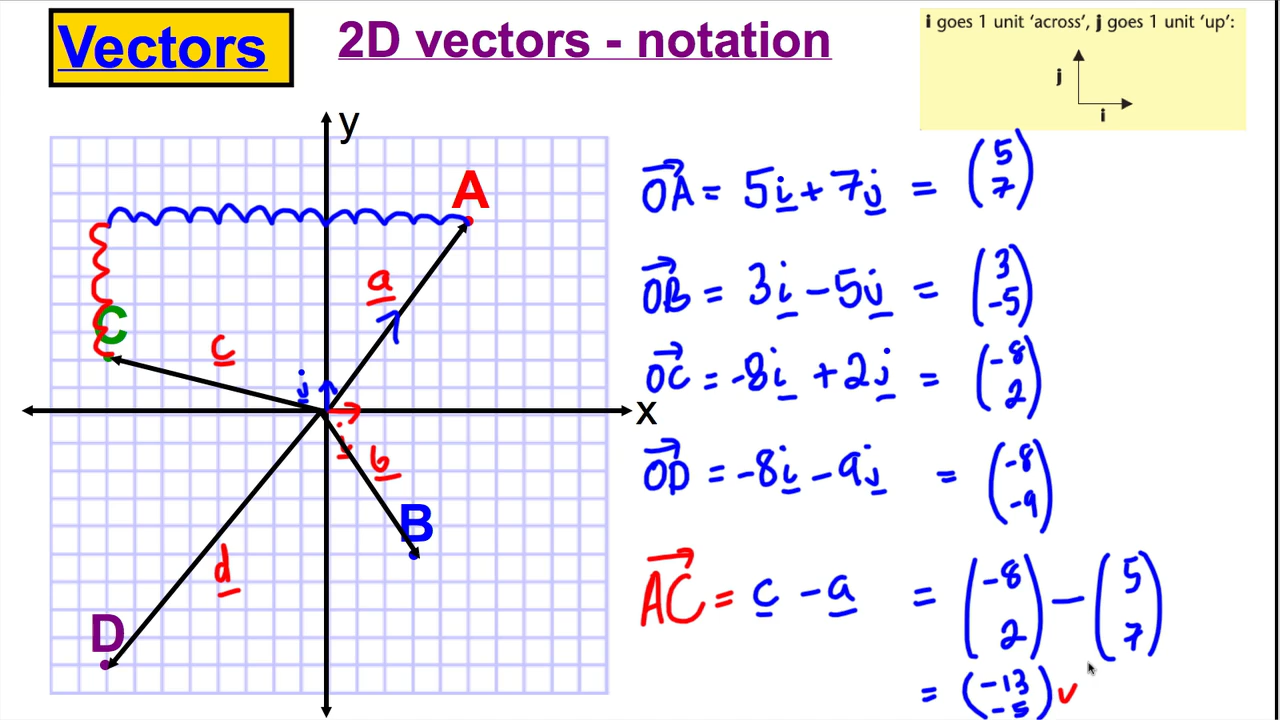 Vectors
2D vectors - notation
i goes 1 unit ‘across’, j goes 1 unit ‘up’:
j
i
y
A
a
C
c
j
x
i
b
B
d
D
OA = 5i + 7j = (5
7)
OB = 3i - 5j = (3
-5)
OC = -8i + 2j = (-8
2)
OD = -8i - 9j = (-8
-9)
AC = c - a = (-8
2) - (5
7)
= (-13
-5) ✓